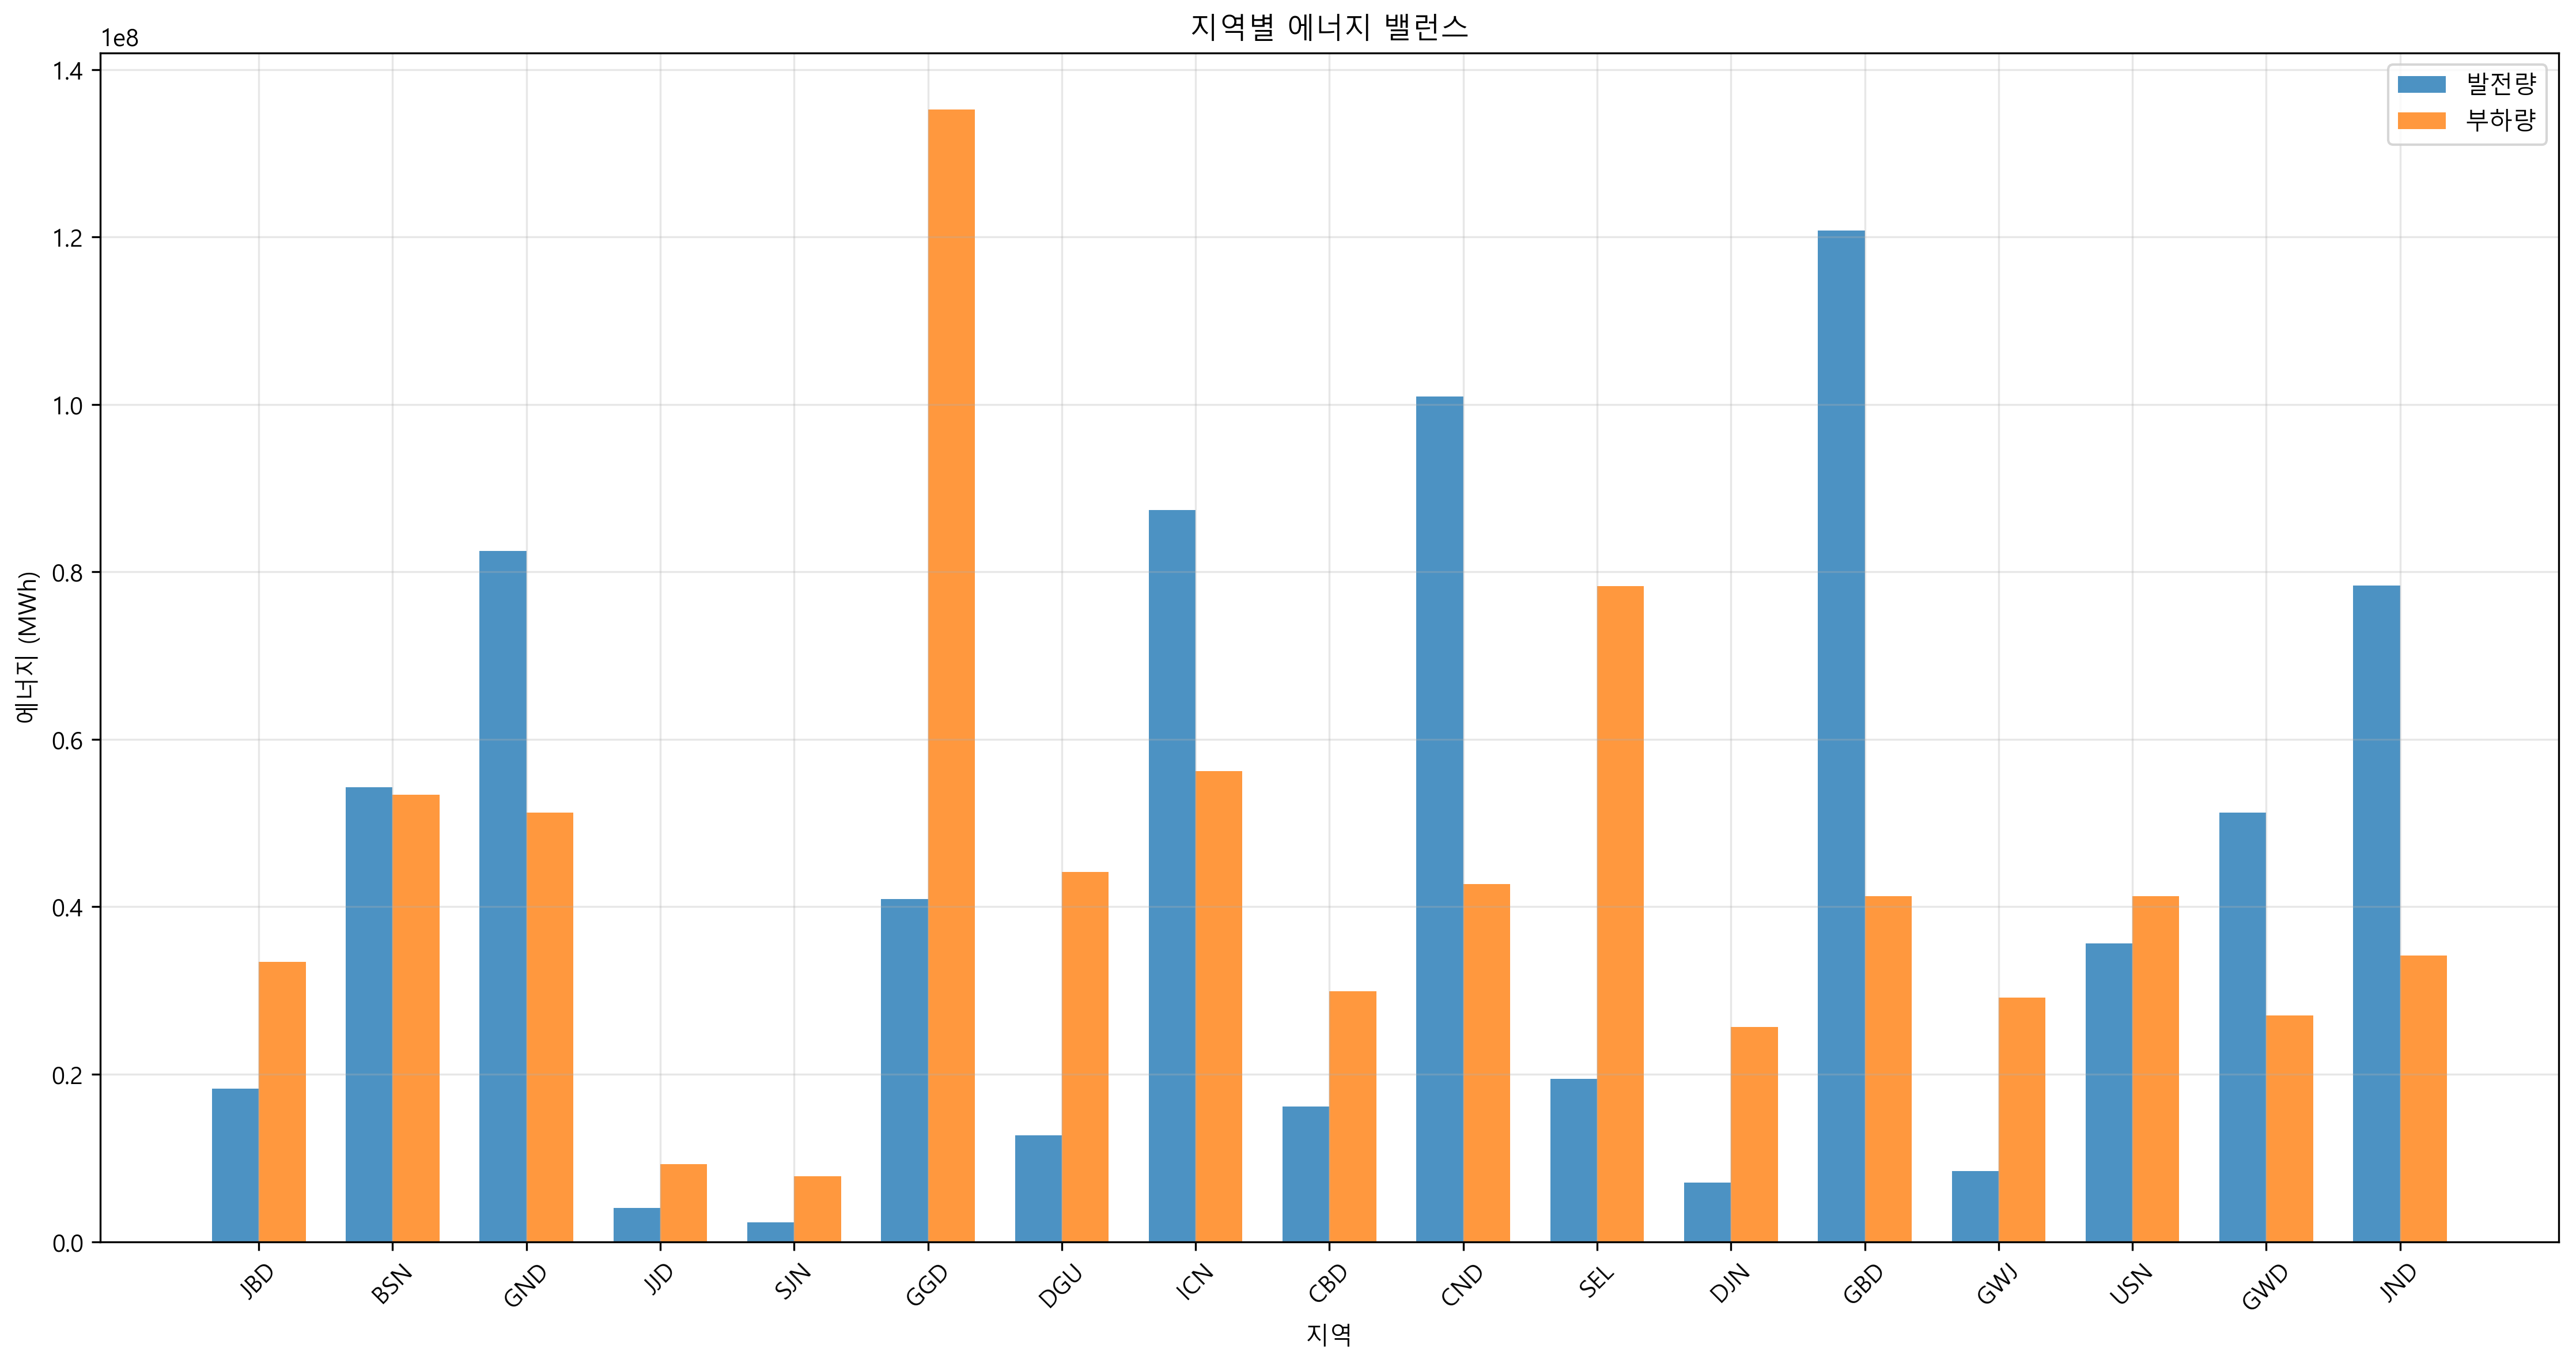 지역별 에너지 밸런스
1e8
1.4
1.2
1.0
0.8
0.6
0.4
0.2
0.0
에너지 (MWh)
발전량
부하량
JBD
BSN
GND
JJD
SJN
GGD
DGU
ICN
CBD
CND
SEL
DJN
GBD
GWJ
USN
GWD
JND
지역